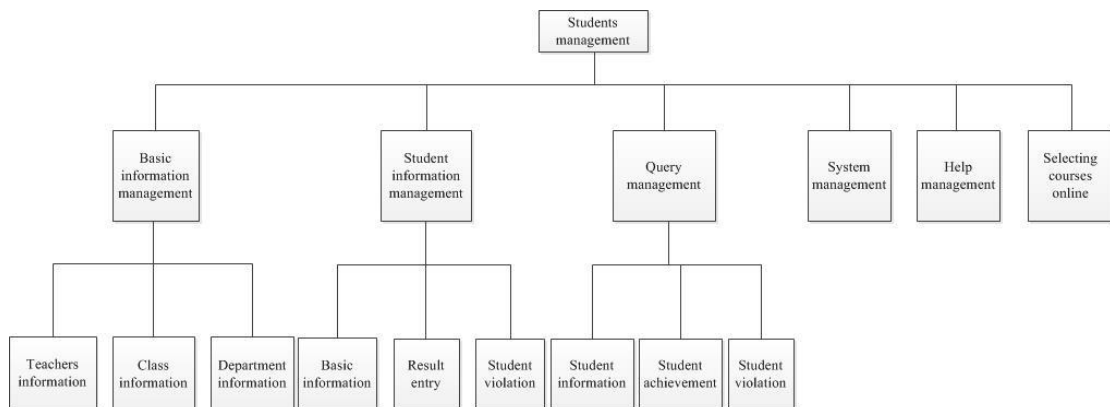 Students
management
Basic
information
management
Student
information
management
Query
management
System
management
Help
management
Selecting
courses
online
Teachers
information
Class
information
Department
information
Basic
information
Result
entry
Student
violation
Student
information
Student
achievement
Student
violation